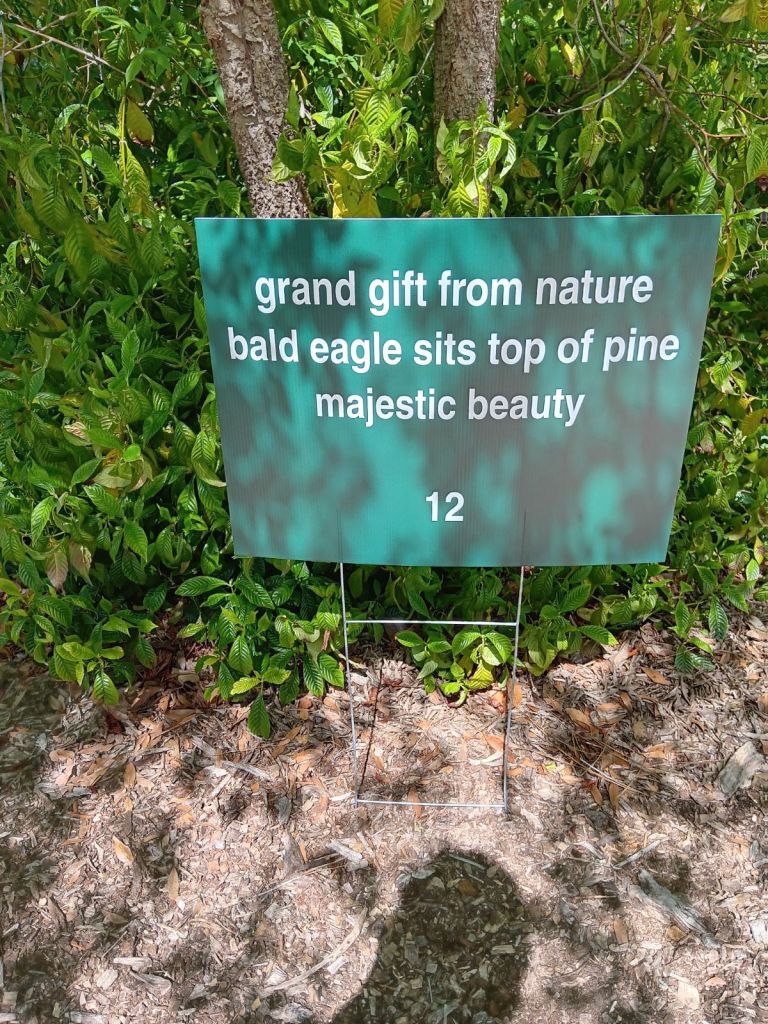 grand gift from nature
bald eagle sits top of pine
majestic beauty
12